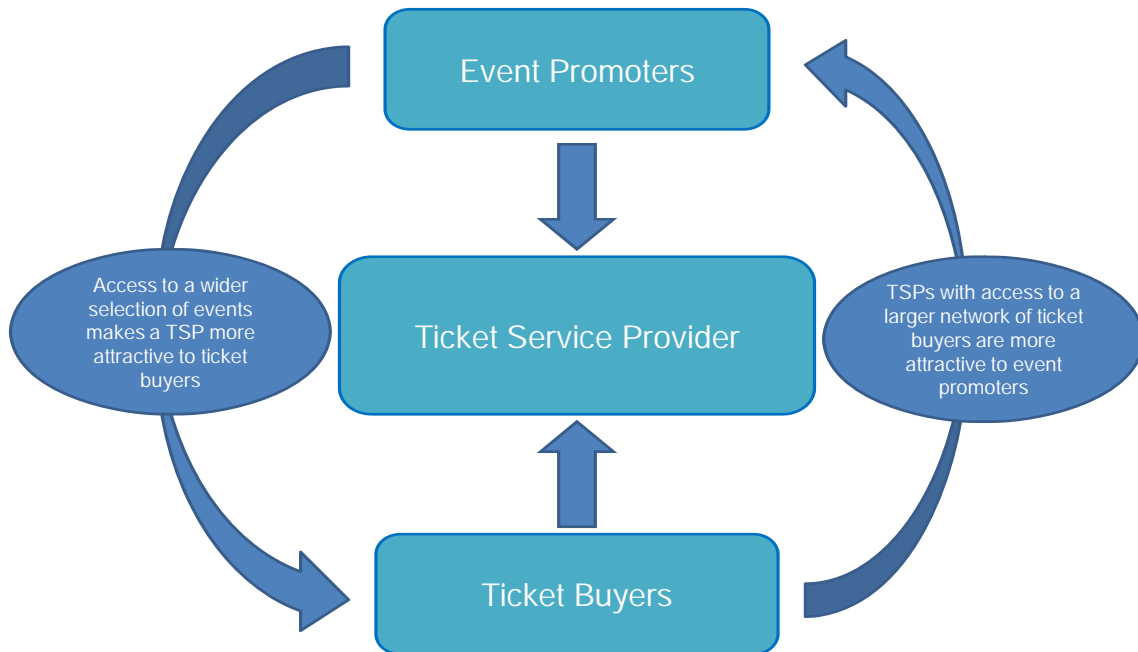 Event Promoters
Access to a wider
selection of events
makes a TSP more
attractive to ticket
buyers
Ticket Service Provider
TSPs with access to a
larger network of ticket
buyers are more
attractive to event
promoters
Ticket Buyers